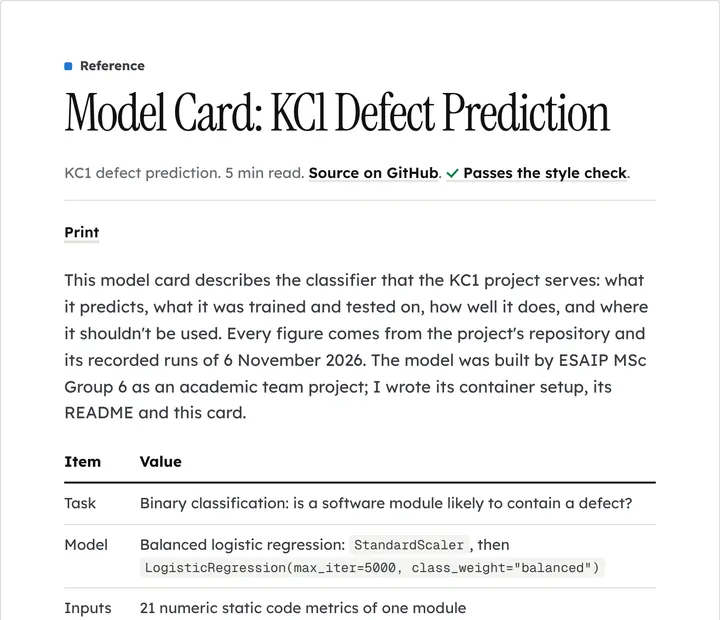 Reference
Model Card: KC1 Defect Prediction
KC1 defect prediction. 5 min read. Source on GitHub. ✓ Passes the style check.
Print
This model card describes the classifier that the KC1 project serves: what
it predicts, what it was trained and tested on, how well it does, and where
it shouldn't be used. Every figure comes from the project's repository and
its recorded runs of 6 November 2026. The model was built by ESAIP MSc
Group 6 as an academic team project; I wrote its container setup, its
README and this card.
Item Value
Task Binary classification: is a software module likely to contain a defect?
Model Balanced logistic regression: StandardScaler , then
LogisticRegression(max_iter=5000, class_weight="balanced")
Inputs 21 numeric static code metrics of one module